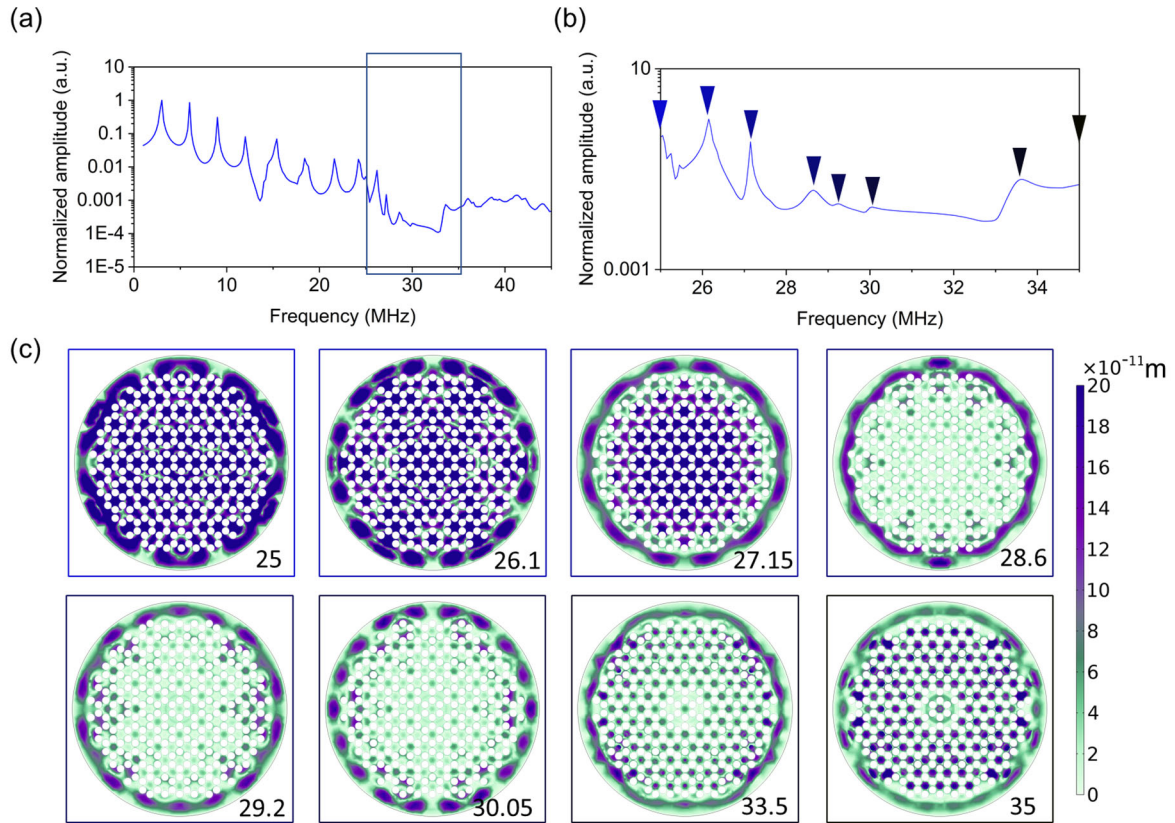 (a)
Normalized amplitude (a.u.)
10
1
0.1
0.01
0.001
1E-4
1E-5
0 10 20 30 40
Frequency (MHz)
(b)
Normalized amplitude (a.u.)
10
0.001
26 28 30 32 34
Frequency (MHz)
(c)
25
26.1
27.15
28.6
29.2
30.05
33.5
35
×10⁻¹¹m
20
18
16
14
12
10
8
6
4
2
0